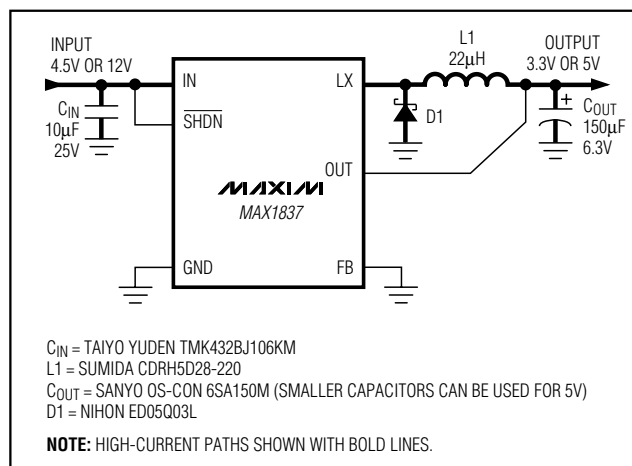 INPUT
4.5V OR 12V
CIN
10µF
25V
IN
SHDN
GND
LX
OUT
FB
MAXIM
MAX1837
L1
22µH
D1
OUTPUT
3.3V OR 5V
+
COUT
150µF
6.3V
CIN = TAIYO YUDEN TMK432BJ106KM
L1 = SUMIDA CDRH5D28-220
COUT = SANYO OS-CON 6SA150M (SMALLER CAPACITORS CAN BE USED FOR 5V)
D1 = NIHON ED05Q03L
NOTE: HIGH-CURRENT PATHS SHOWN WITH BOLD LINES.